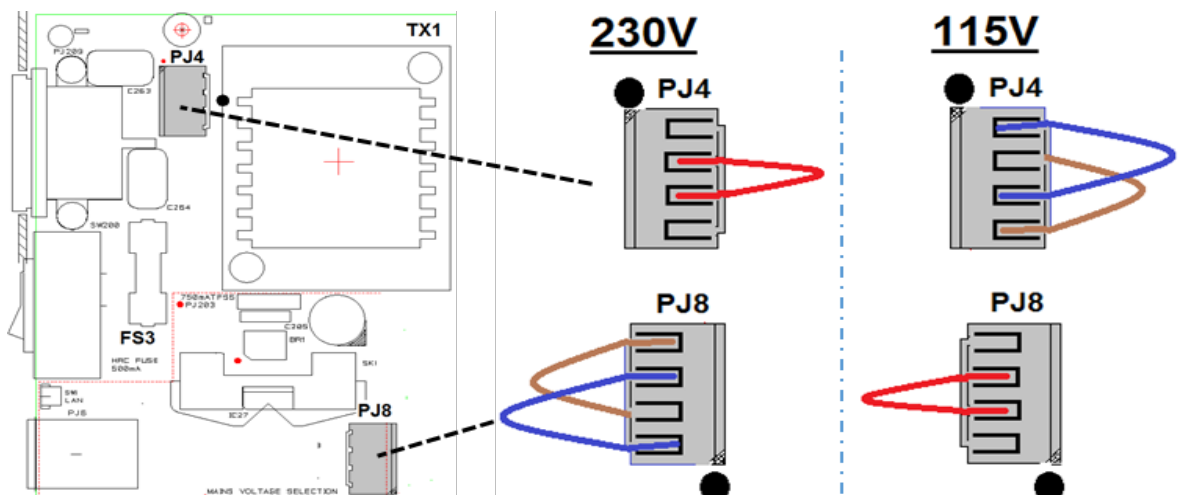 TX1
PJ209
PJ4
C263
C264
SW200
750mATPSS
PJ203
C205
BR1
FS3
HRC FUSE
500mA
SK1
SW1
LAN
PJ6
IC27
PJ8
MAINS VOLTAGE SELECTION
230V
PJ4
PJ8
115V
PJ4
PJ8